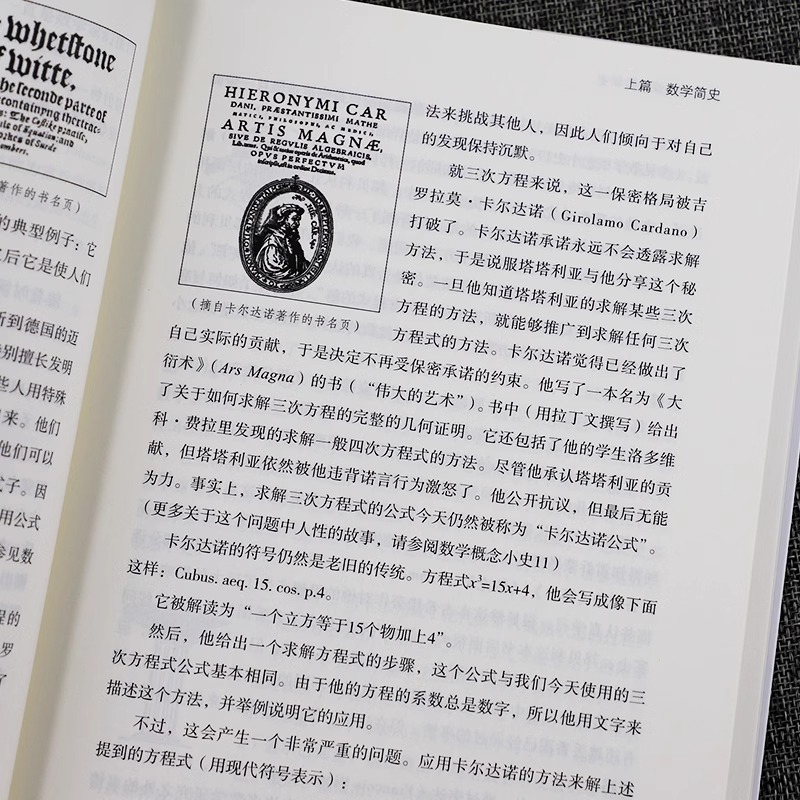 whetstone
of witte,
the seconde parte of
containyng the
(著作的书名页)
的典型例子：它
之后它是使人们
听到德国的迈
特别擅长发明
些人用特殊
来。他们
他们可以
式子。因
用公式
参见数
程的
罗
了
上篇 数学简史
HIERONYMI CAR
DANI, PRÆSTANTISSIMI MATHE
MATICI, PHILOSOPHI, AC MEDICI,
ARTIS MAGNÆ,
SIVE DE REGVLIS ALGEBRAICIS,
OPVS PERFECTVM
(摘自卡尔达诺著作的书名页)
法来挑战其他人，因此人们倾向于对自己
的发现保持沉默。
就三次方程来说，这一保密格局被吉
罗拉莫·卡尔达诺（Girolamo Cardano）
打破了。卡尔达诺承诺永远不会透露求解
方法，于是说服塔塔利亚与他分享这个秘
密。一旦他知道塔塔利亚的求解某些三次
方程的方法，就能够推广到求解任何三次
方程式的方法。卡尔达诺觉得已经做出了
自己实际的贡献，于是决定不再受保密承诺的约束。他写了一本名为《大
衍术》(Ars Magna) 的书（“伟大的艺术”）。书中（用拉丁文撰写）给出
了关于如何求解三次方程的完整的几何证明。它还包括了他的学生洛多维
科·费拉里发现的求解一般四次方程式的方法。尽管他承认塔塔利亚的贡
献，但塔塔利亚依然被他违背诺言行为激怒了。他公开抗议，但最后无能
为力。事实上，求解三次方程式的公式今天仍然被称为“卡尔达诺公式”。
(更多关于这个问题中人性的故事，请参阅数学概念小史11）
卡尔达诺的符号仍然是老旧的传统。方程式x³=15x+4，他会写成像下面
这样：Cubus. aeq. 15. cos. p.4。
它被解读为“一个立方等于15个物加上4”。
然后，他给出一个求解方程式的步骤，这个公式与我们今天使用的三
次方程式公式基本相同。由于他的方程的系数总是数字，所以他用文字来
描述这个方法，并举例说明它的应用。
不过，这会产生一个非常严重的问题。应用卡尔达诺的方法来解上述
提到的方程式（用现代符号表示）：